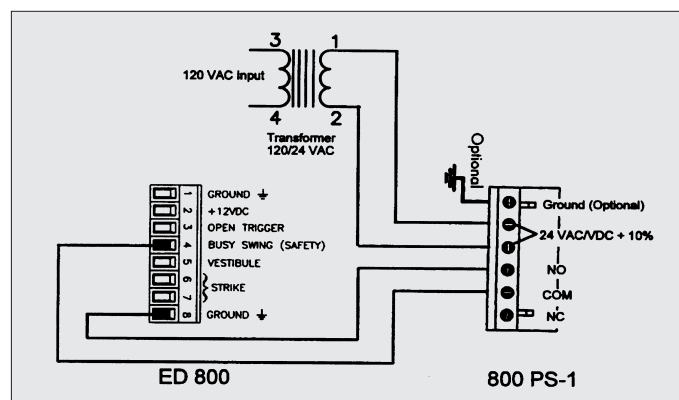 3 1
120 VAC Input
4 2
Transformer
120/24 VAC
Optional
1 GROUND
2 +12VDC
3 OPEN TRIGGER
4 BUSY SWING (SAFETY)
5 VESTIBULE
6
STRIKE
7
8 GROUND
Ground (Optional)
24 VAC/VDC + 10%
NO
COM
NC
ED 800
800 PS-1